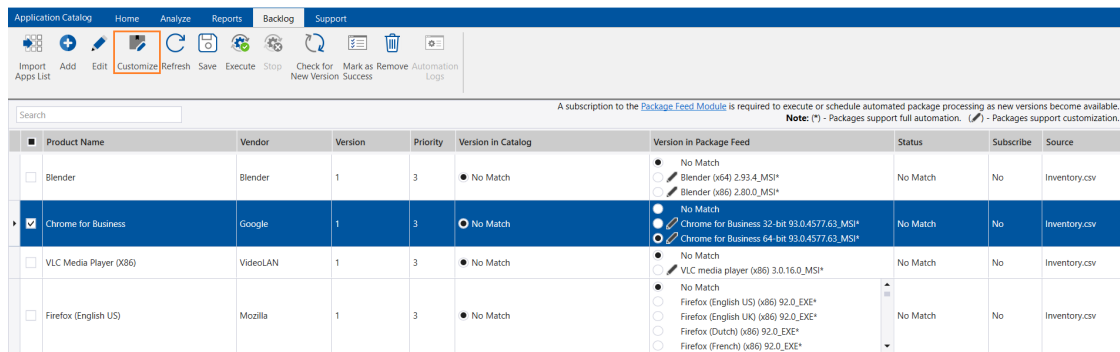 Application Catalog Home Analyze Reports Backlog Support
Import Apps List Add Edit Customize Refresh Save Execute Stop Check for New Version Mark as Success Remove Automation Logs
Search
A subscription to the Package Feed Module is required to execute or schedule automated package processing as new versions become available.
Note: (*) - Packages support full automation. ( ) - Packages support customization.
Product Name Vendor Version Priority Version in Catalog Version in Package Feed Status Subscribe Source
No Match
Blender Blender 1 3 No Match Blender (x64) 2.93.4_MSI* No Match No Inventory.csv
Blender (x86) 2.80.0_MSI*
No Match
Chrome for Business Google 1 3 No Match Chrome for Business 32-bit 93.0.4577.63_MSI* No Match No Inventory.csv
Chrome for Business 64-bit 93.0.4577.63_MSI*
No Match
VLC Media Player (X86) VideoLAN 1 3 No Match VLC media player (x86) 3.0.16.0_MSI* No Match No Inventory.csv
No Match
Firefox (English US) (x86) 92.0_EXE*
Firefox (English US) Mozilla 1 3 No Match Firefox (English UK) (x86) 92.0_EXE* No Match No Inventory.csv
Firefox (Dutch) (x86) 92.0_EXE*
Firefox (French) (x86) 92.0_EXE*